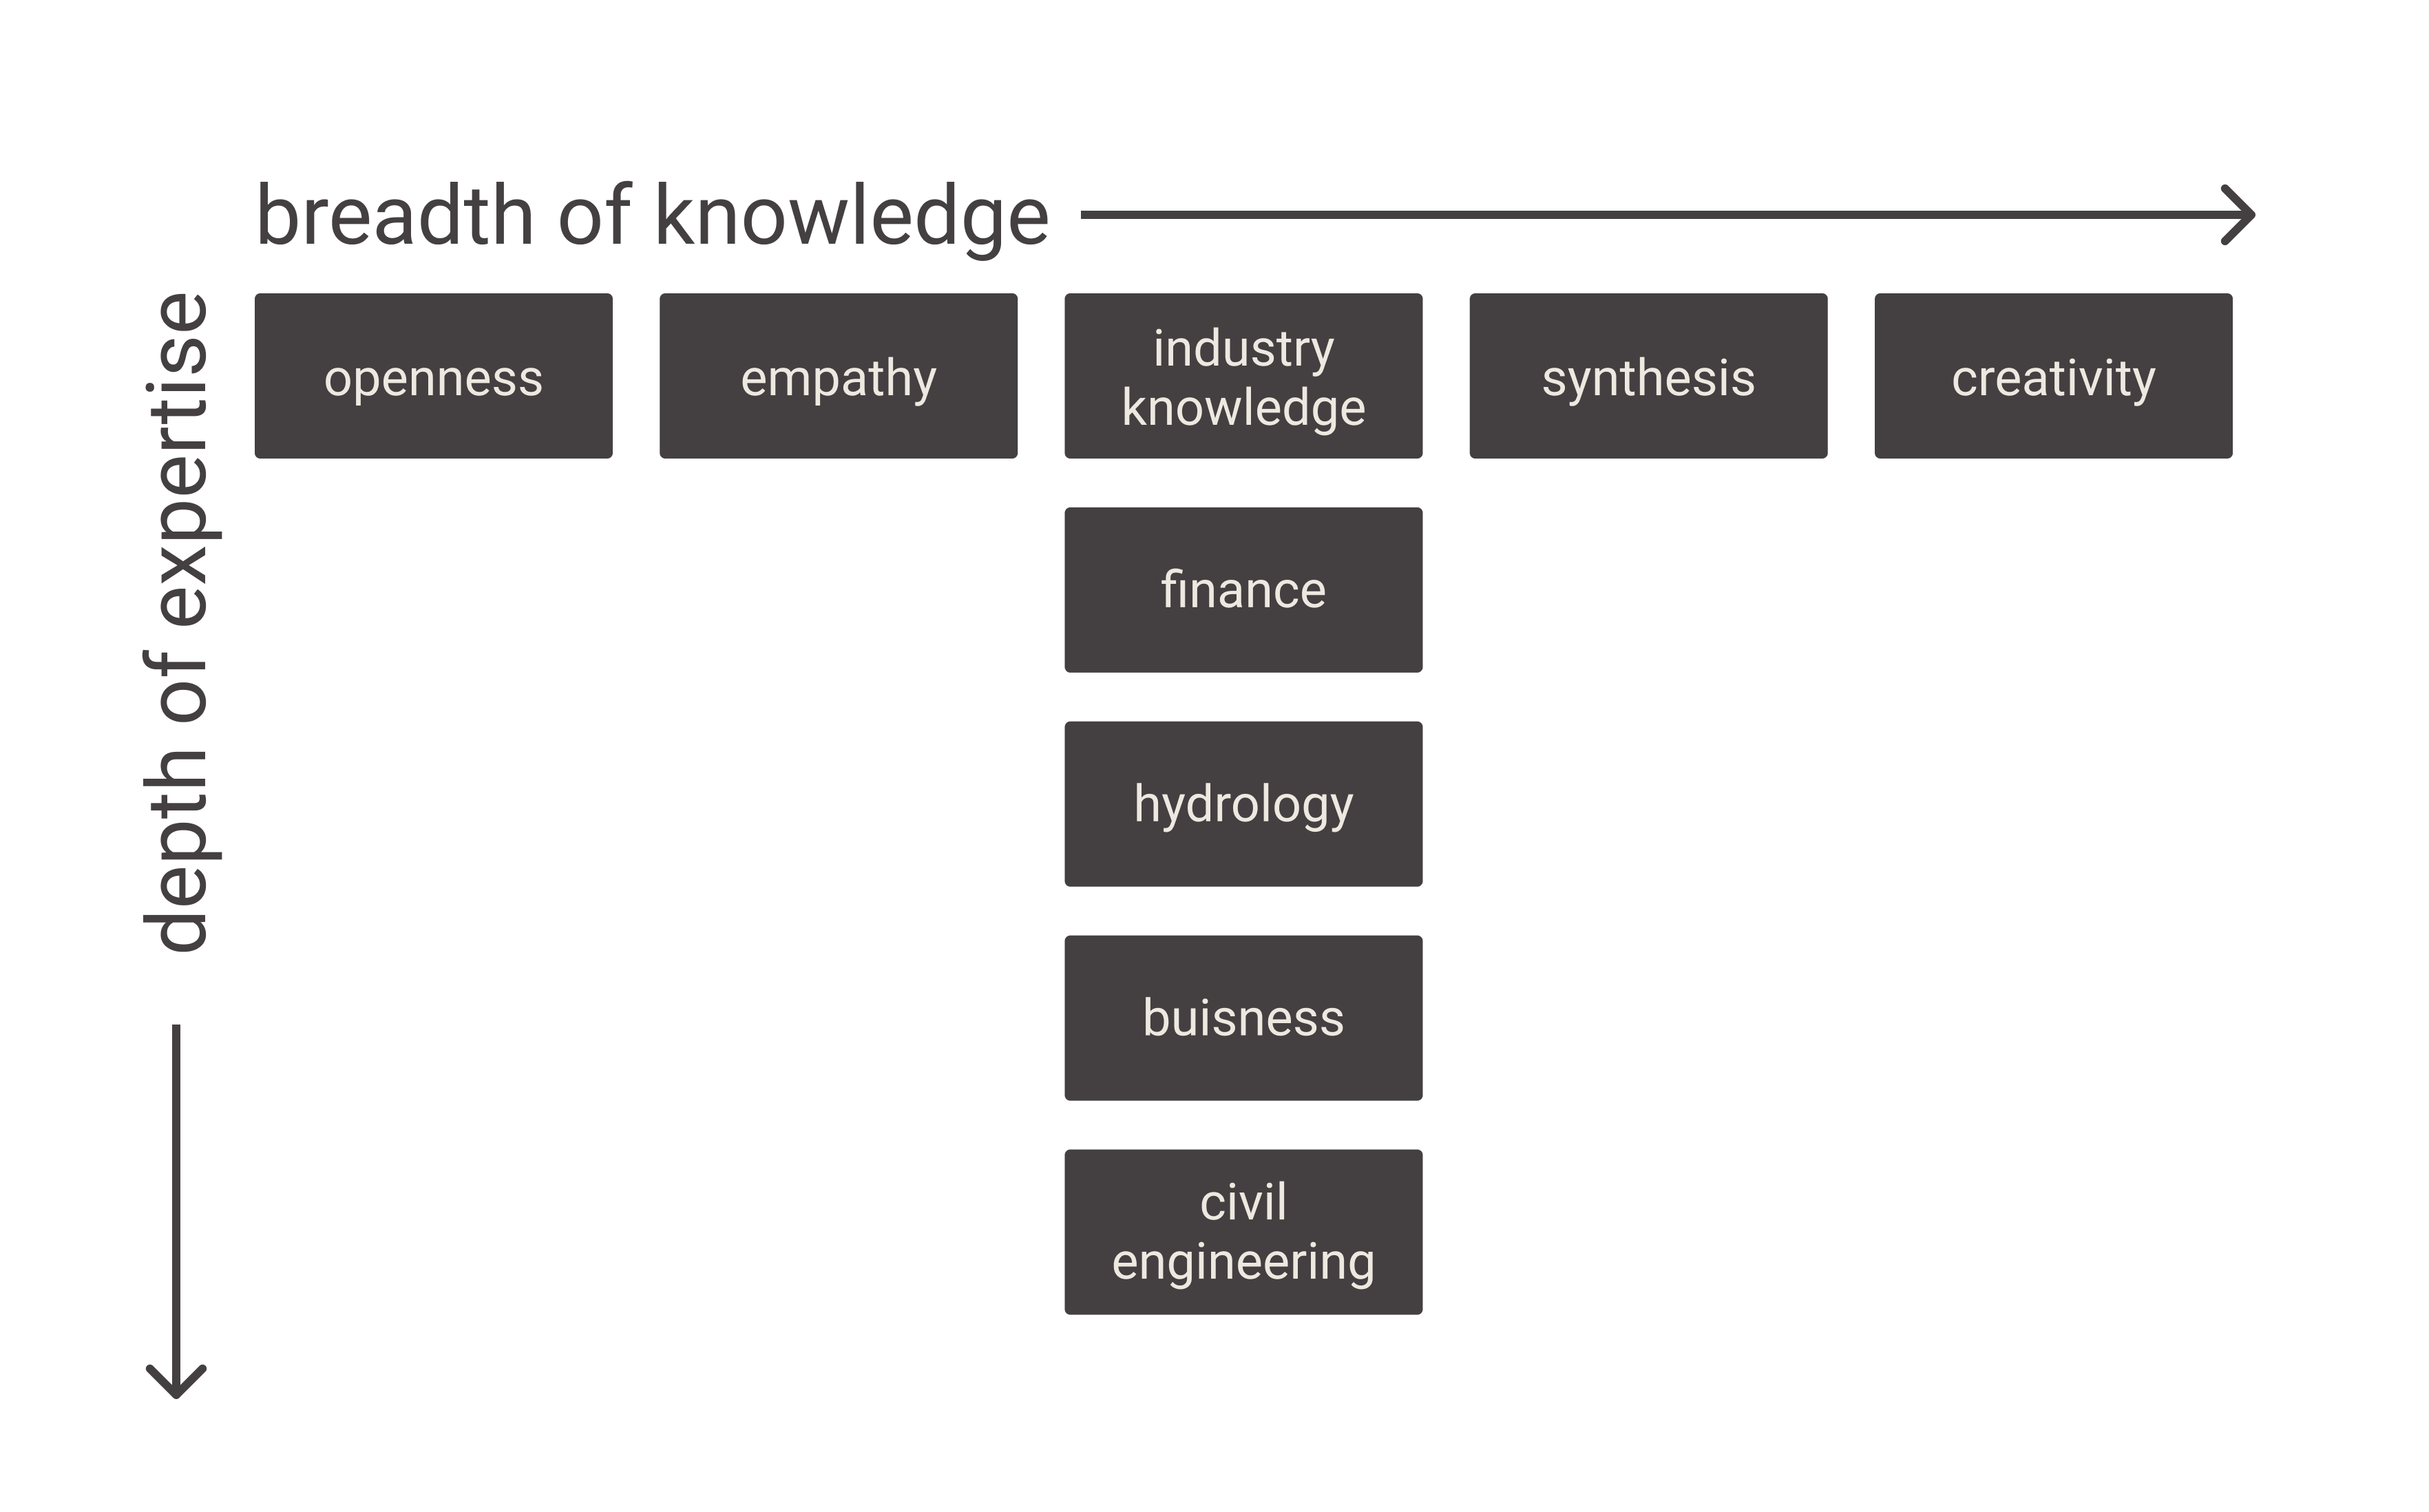 breadth of knowledge
depth of expertise
openness
empathy
industry
knowledge
synthesis
creativity
finance
hydrology
buisness
civil
engineering